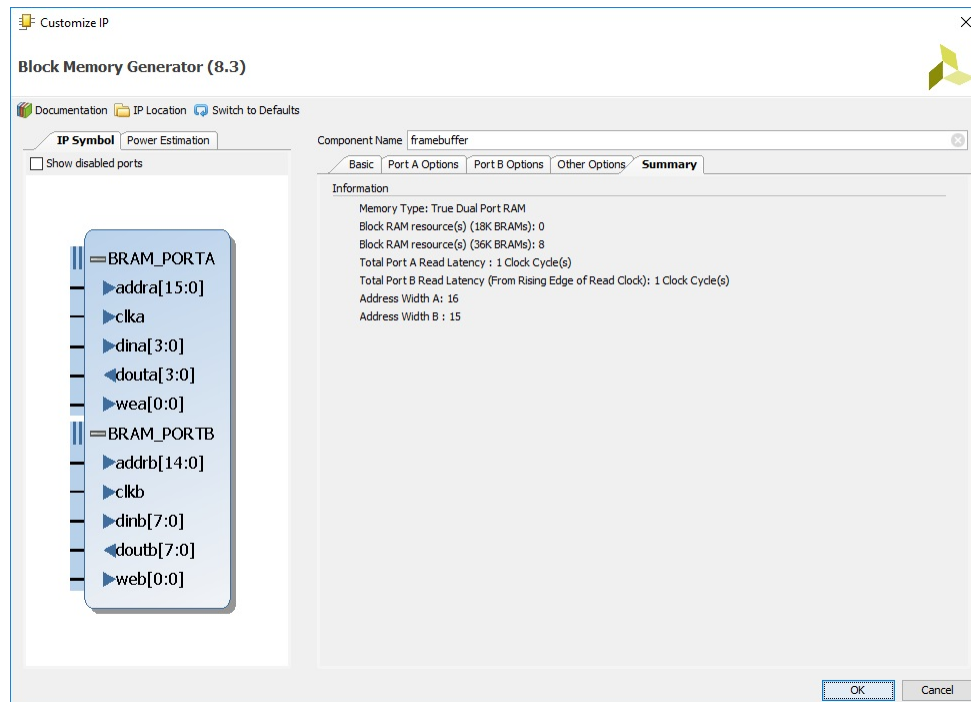 Customize IP
Block Memory Generator (8.3)
Documentation IP Location Switch to Defaults
IP Symbol Power Estimation
Show disabled ports
BRAM_PORTA
addra[15:0]
clka
dina[3:0]
douta[3:0]
wea[0:0]
BRAM_PORTB
addrb[14:0]
clkb
dinb[7:0]
doutb[7:0]
web[0:0]
Component Name framebuffer
Basic Port A Options Port B Options Other Options Summary
Information
Memory Type: True Dual Port RAM
Block RAM resource(s) (18K BRAMs): 0
Block RAM resource(s) (36K BRAMs): 8
Total Port A Read Latency : 1 Clock Cycle(s)
Total Port B Read Latency (From Rising Edge of Read Clock): 1 Clock Cycle(s)
Address Width A: 16
Address Width B : 15
OK Cancel